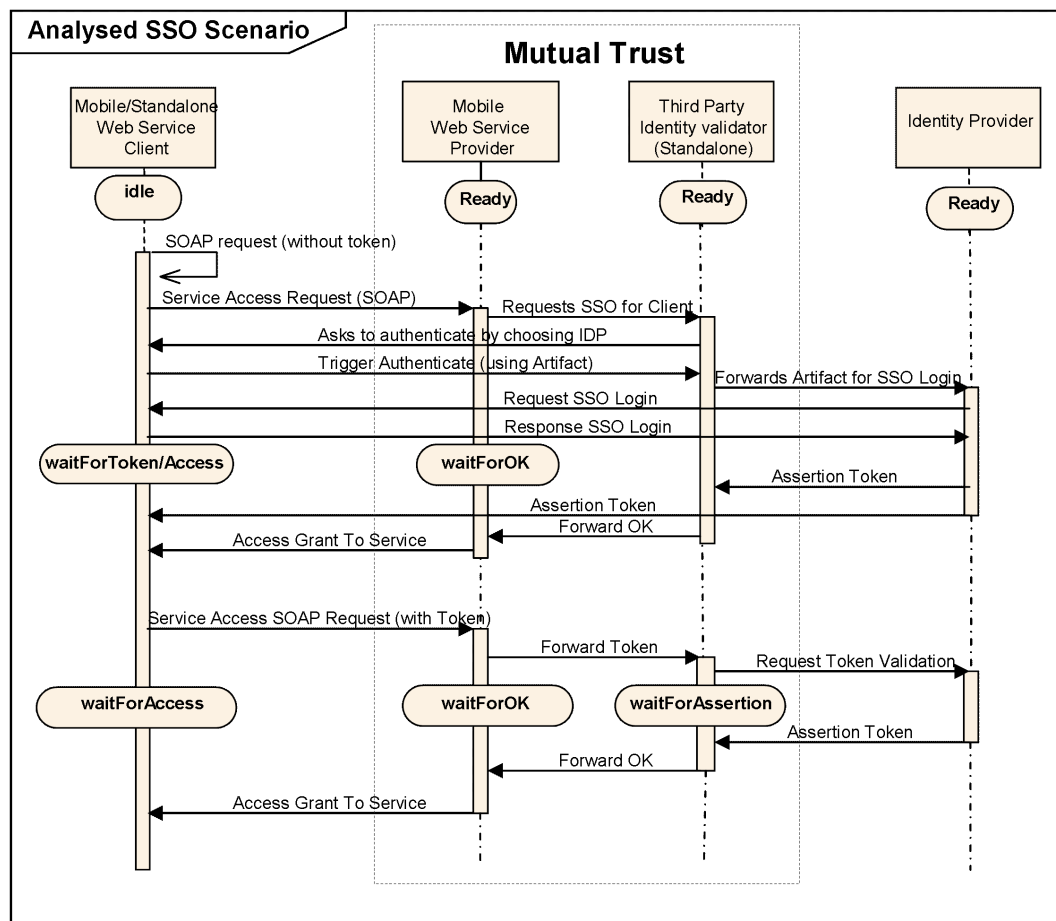 Analysed SSO Scenario
Mutual Trust
Mobile/Standalone
Web Service
Client
Mobile
Web Service
Provider
Third Party
Identity validator
(Standalone)
Identity Provider
idle
Ready
Ready
Ready
SOAP request (without token)
Service Access Request (SOAP)
Requests SSO for Client
Asks to authenticate by choosing IDP
Trigger Authenticate (using Artifact)
Forwards Artifact for SSO Login
Request SSO Login
Response SSO Login
waitForToken/Access
waitForOK
Assertion Token
Assertion Token
Forward OK
Access Grant To Service
Service Access SOAP Request (with Token)
Forward Token
Request Token Validation
waitForAccess
waitForOK
waitForAssertion
Assertion Token
Forward OK
Access Grant To Service